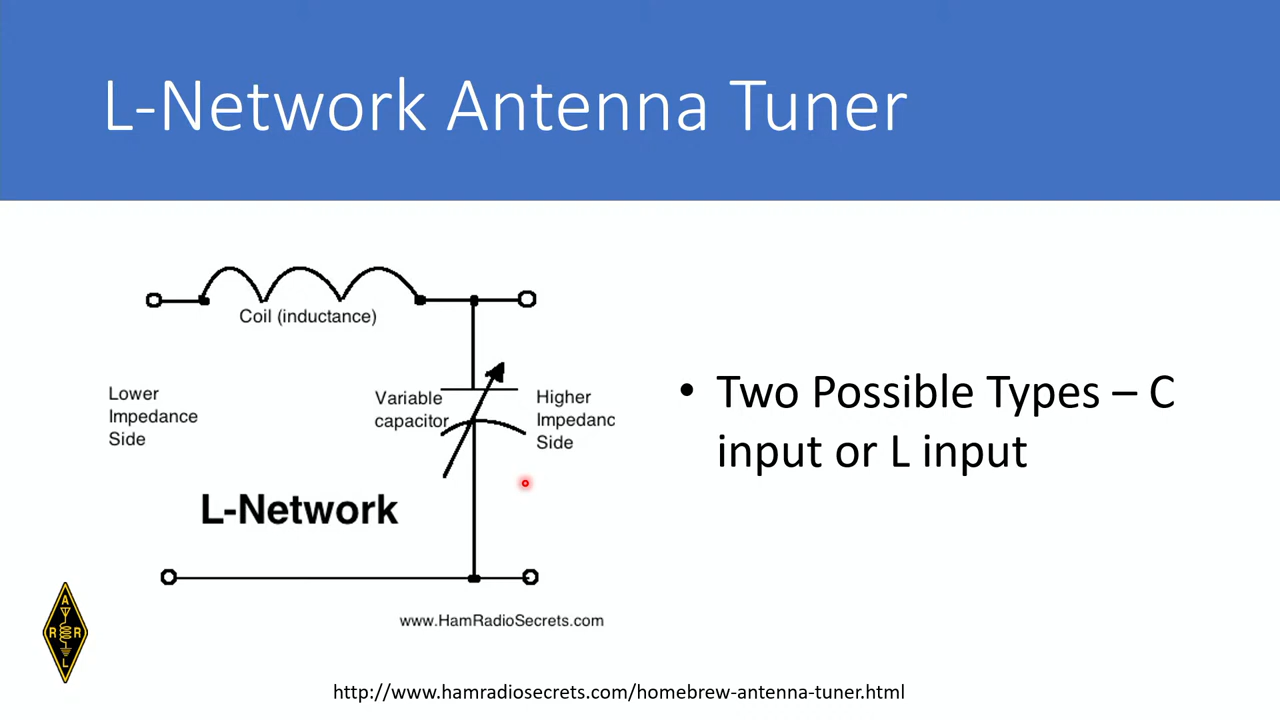 L-Network Antenna Tuner
Coil (inductance)
Lower
Impedance
Side
Variable
capacitor
Higher
Impedanc
Side
L-Network
www.HamRadioSecrets.com
• Two Possible Types – C
input or L input
A
R R
L
http://www.hamradiosecrets.com/homebrew-antenna-tuner.html